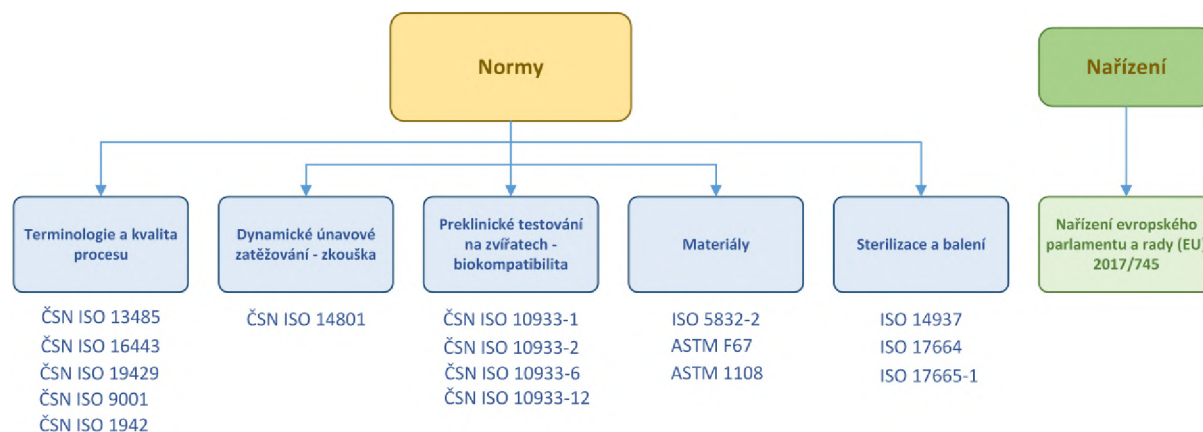 Normy
Nařízení
Terminologie a kvalita
procesu
Dynamické únavové
zatěžování - zkouška
Preklinické testování
na zvířatech -
biokompatibilita
Materiály
Sterilizace a balení
Nařízení evropského
parlamentu a rady (EU)
2017/745
ČSN ISO 13485
ČSN ISO 16443
ČSN ISO 19429
ČSN ISO 9001
ČSN ISO 1942
ČSN ISO 14801
ČSN ISO 10933-1
ČSN ISO 10933-2
ČSN ISO 10933-6
ČSN ISO 10933-12
ISO 5832-2
ASTM F67
ASTM 1108
ISO 14937
ISO 17664
ISO 17665-1